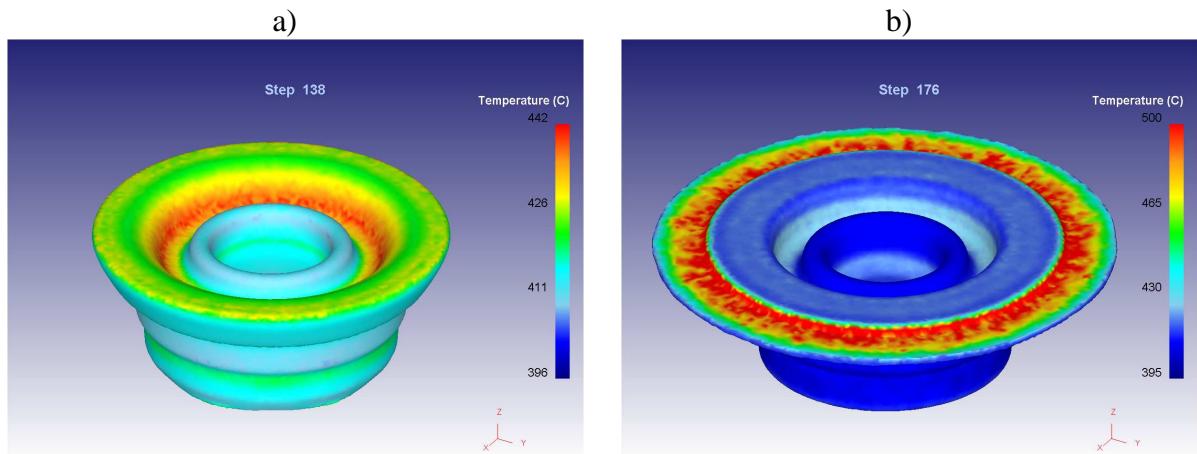 a)
b)
Step 138
Temperature (C)
442
426
411
396
Z
X
Y
Step 176
Temperature (C)
500
465
430
395
Z
X
Y